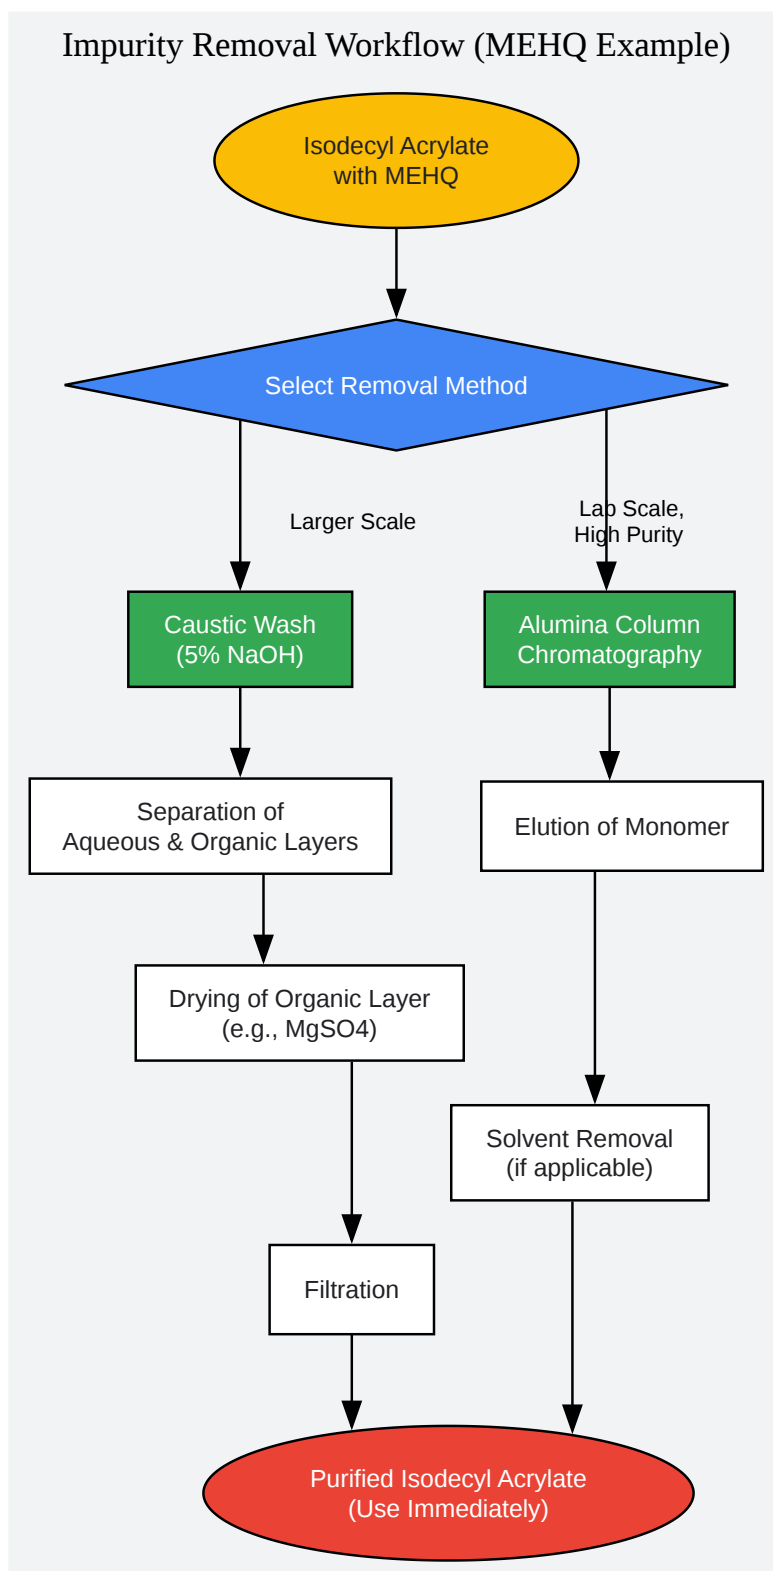 Impurity Removal Workflow (MEHQ Example)
Isodecyl Acrylate
with MEHQ
Select Removal Method
Larger Scale
Lab Scale,
High Purity
Caustic Wash
(5% NaOH)
Alumina Column
Chromatography
Separation of
Aqueous & Organic Layers
Elution of Monomer
Drying of Organic Layer
(e.g., MgSO4)
Solvent Removal
(if applicable)
Filtration
Purified Isodecyl Acrylate
(Use Immediately)